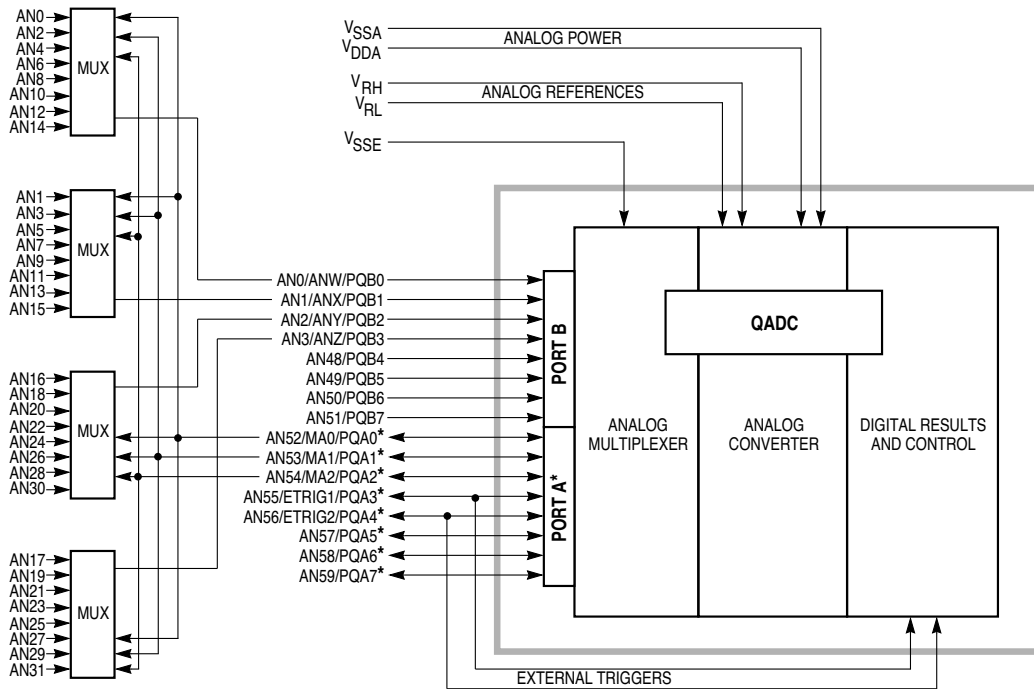 AN0
AN2
AN4
AN6
AN8
AN10
AN12
AN14
MUX
AN1
AN3
AN5
AN7
AN9
AN11
AN13
AN15
MUX
AN16
AN18
AN20
AN22
AN24
AN26
AN28
AN30
MUX
AN17
AN19
AN21
AN23
AN25
AN27
AN29
AN31
MUX
VSSA
VDDA
ANALOG POWER
VRH
VRL
ANALOG REFERENCES
VSSE
AN0/ANW/PQB0
AN1/ANX/PQB1
AN2/ANY/PQB2
AN3/ANZ/PQB3
AN48/PQB4
AN49/PQB5
AN50/PQB6
AN51/PQB7
AN52/MA0/PQA0*
AN53/MA1/PQA1*
AN54/MA2/PQA2*
AN55/ETRIG1/PQA3*
AN56/ETRIG2/PQA4*
AN57/PQA5*
AN58/PQA6*
AN59/PQA7*
PORT B
PORT A*
QADC
ANALOG
MULTIPLEXER
ANALOG
CONVERTER
DIGITAL RESULTS
AND CONTROL
EXTERNAL TRIGGERS